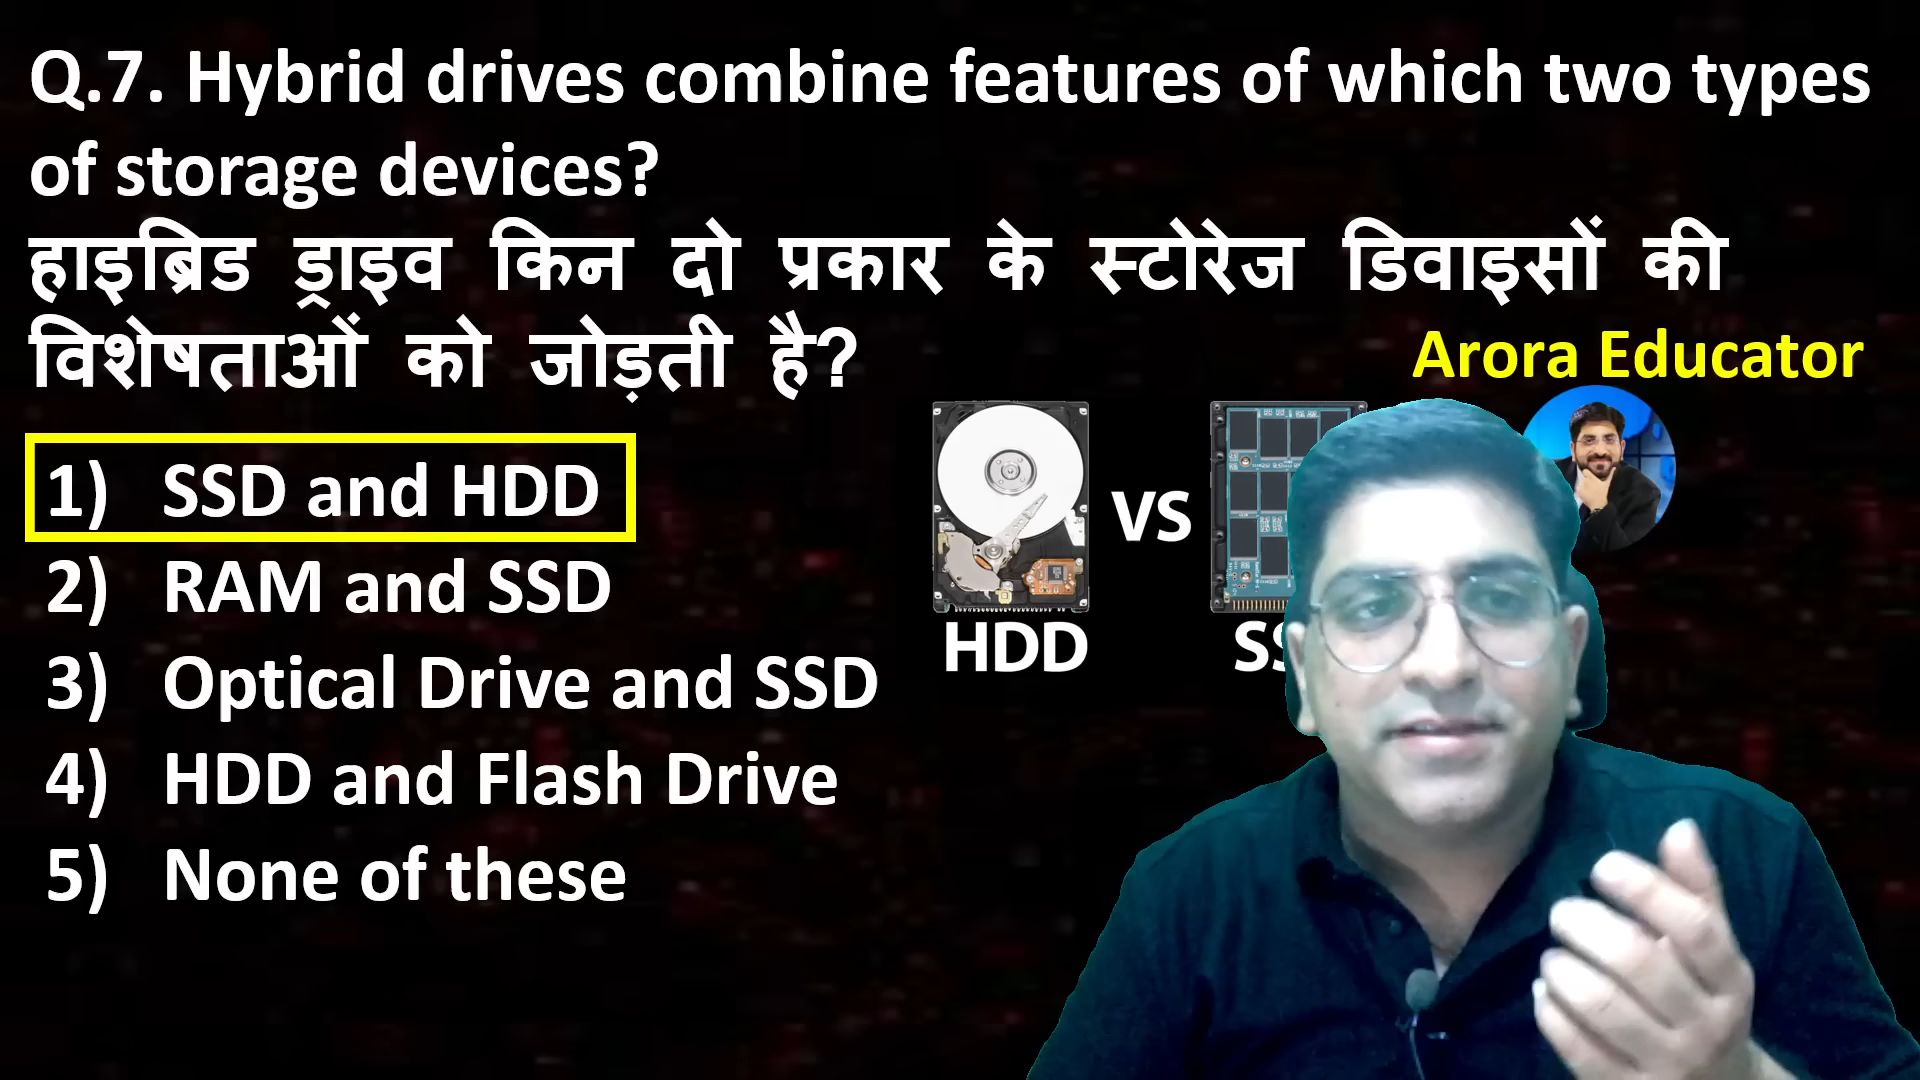 Q.7. Hybrid drives combine features of which two types
of storage devices?
हाइब्रिड ड्राइव किन दो प्रकार के स्टोरेज डिवाइसों की
विशेषताओं को जोड़ती है?
Arora Educator
1) SSD and HDD
2) RAM and SSD
3) Optical Drive and SSD
4) HDD and Flash Drive
5) None of these
VS
HDD